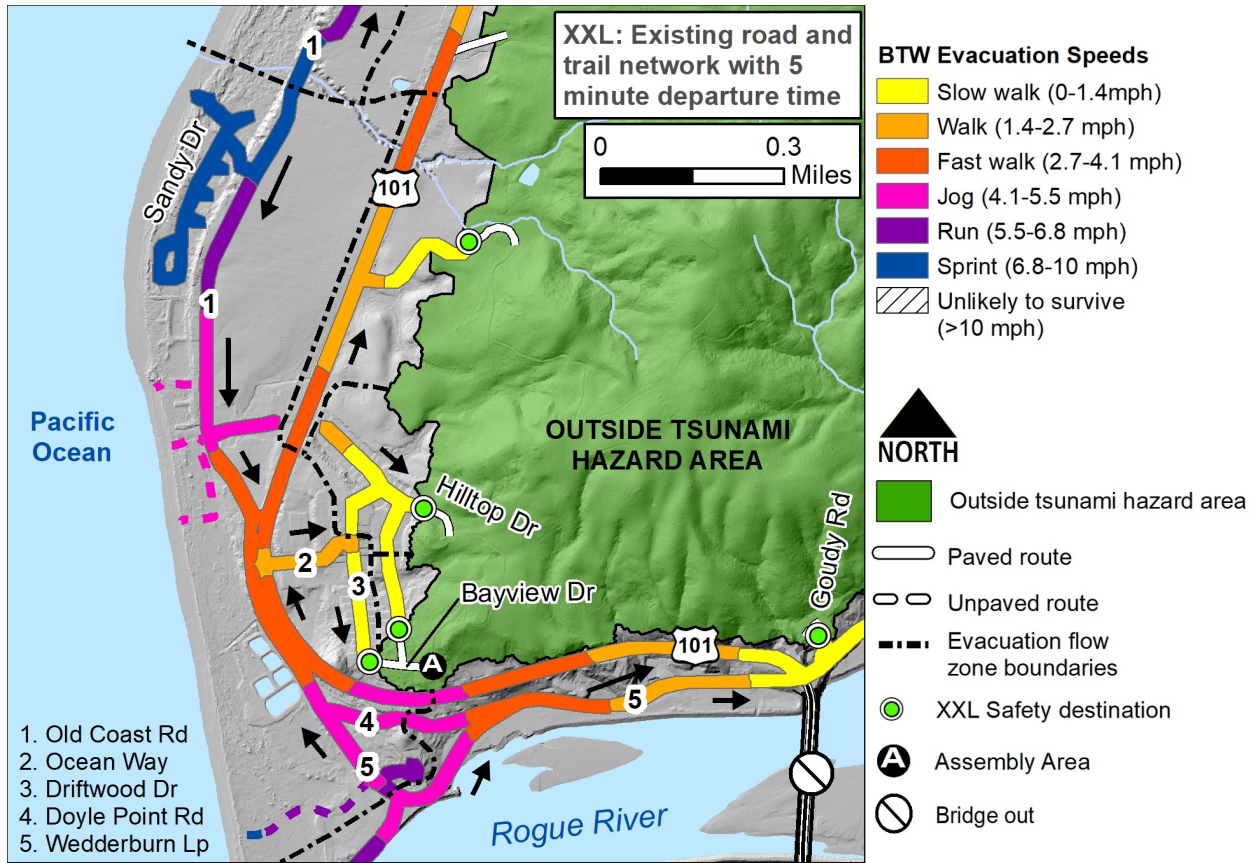 XXL: Existing road and
trail network with 5
minute departure time
0 0.3
Miles
1
Sandy Dr
101
1
Pacific
Ocean
OUTSIDE TSUNAMI
HAZARD AREA
Hilltop Dr
Goudy Rd
2
3
Bayview Dr
A
101
4
5
5
1. Old Coast Rd
2. Ocean Way
3. Driftwood Dr
4. Doyle Point Rd
5. Wedderburn Lp
Rogue River
BTW Evacuation Speeds
Slow walk (0-1.4mph)
Walk (1.4-2.7 mph)
Fast walk (2.7-4.1 mph)
Jog (4.1-5.5 mph)
Run (5.5-6.8 mph)
Sprint (6.8-10 mph)
Unlikely to survive
(>10 mph)
NORTH
Outside tsunami hazard area
Paved route
Unpaved route
Evacuation flow
zone boundaries
XXL Safety destination
A Assembly Area
Bridge out